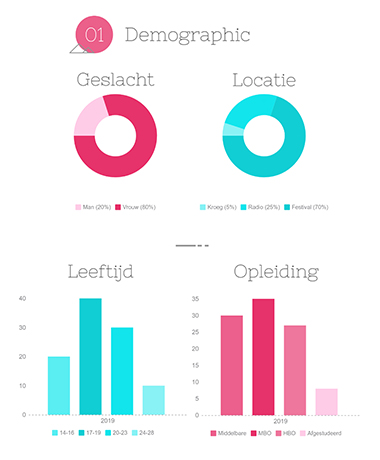 01 Demographic
Geslacht
Man (20%) Vrouw (80%)
Locatie
Kroeg (5%) Radio (25%) Festival (70%)
Leeftijd
40
30
20
10
0
2019
14-16 17-19 20-23 24-28
Opleiding
35
30
25
20
15
10
5
0
2019
Middelbare MBO HBO Afgestudeerd